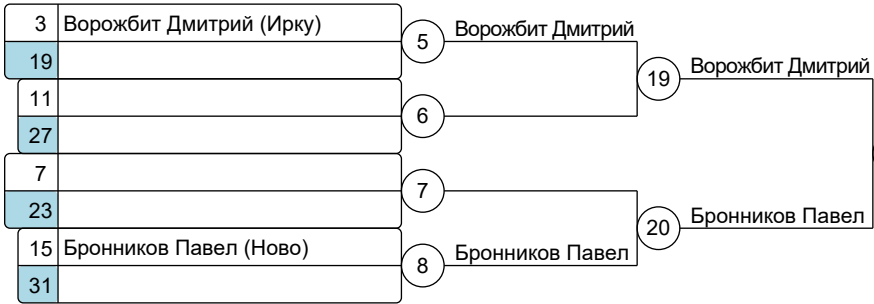 3 Ворожбит Дмитрий (Ирку)
19
5 Ворожбит Дмитрий
11
27
6
19 Ворожбит Дмитрий
7
23
7
15 Бронников Павел (Ново)
31
8 Бронников Павел
20 Бронников Павел